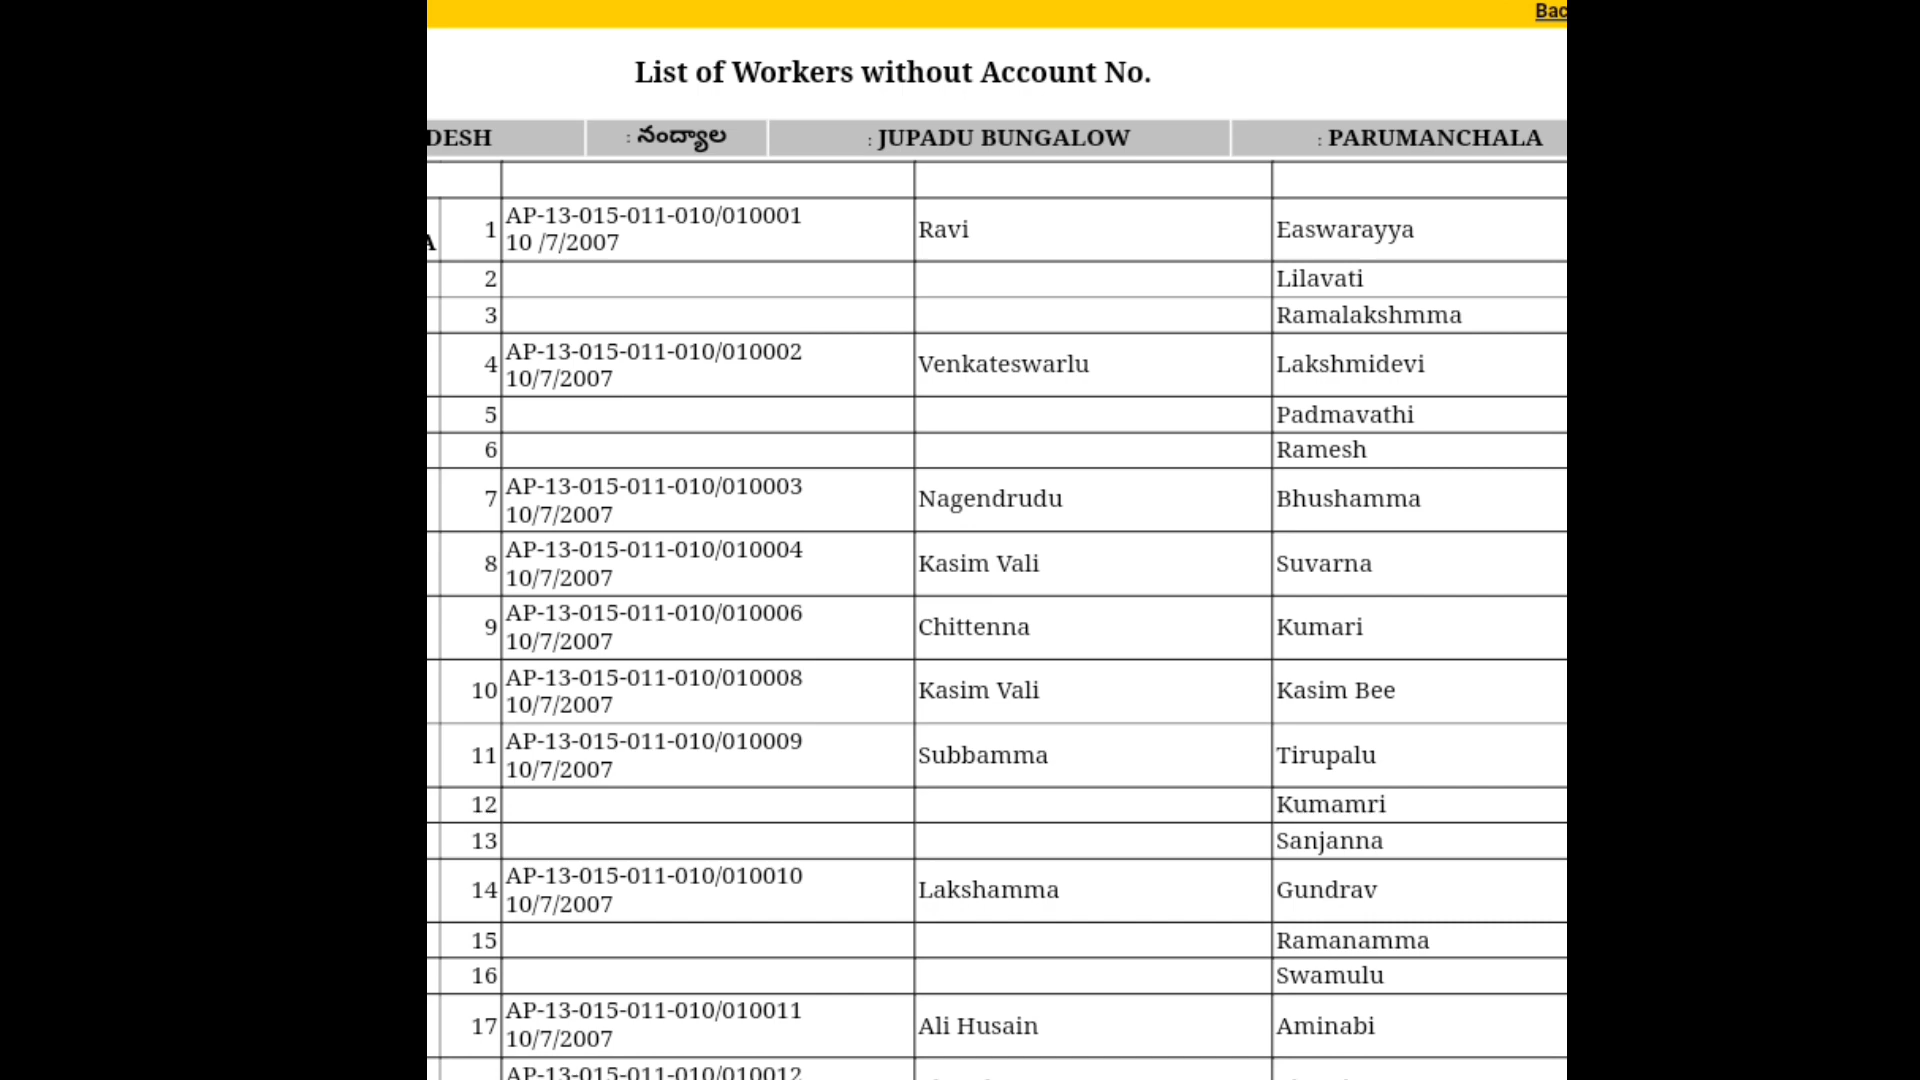 Bac
List of Workers without Account No.
DESH : నంద్యాల : JUPADU BUNGALOW : PARUMANCHALA
A 1 AP-13-015-011-010/010001 Ravi Easwarayya
10 /7/2007
2 Lilavati
3 Ramalakshmma
4 AP-13-015-011-010/010002 Venkateswarlu Lakshmidevi
10/7/2007
5 Padmavathi
6 Ramesh
7 AP-13-015-011-010/010003 Nagendrudu Bhushamma
10/7/2007
8 AP-13-015-011-010/010004 Kasim Vali Suvarna
10/7/2007
9 AP-13-015-011-010/010006 Chittenna Kumari
10/7/2007
10 AP-13-015-011-010/010008 Kasim Vali Kasim Bee
10/7/2007
11 AP-13-015-011-010/010009 Subbamma Tirupalu
10/7/2007
12 Kumamri
13 Sanjanna
14 AP-13-015-011-010/010010 Lakshamma Gundrav
10/7/2007
15 Ramanamma
16 Swamulu
17 AP-13-015-011-010/010011 Ali Husain Aminabi
10/7/2007
AP-13-015-011-010/010012